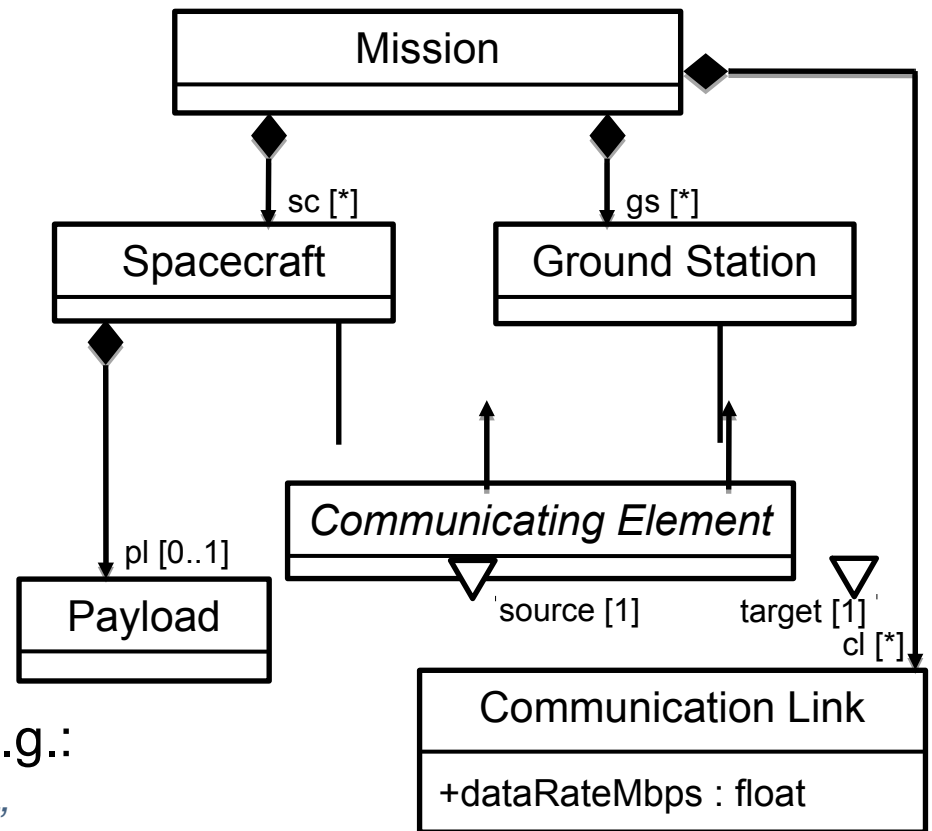 Mission
sc [*]
gs [*]
Spacecraft
Ground Station
Communicating Element
pl [0..1]
Payload
source [1]
target [1]
cl [*]
Communication Link
.g.:
+dataRateMbps : float
”